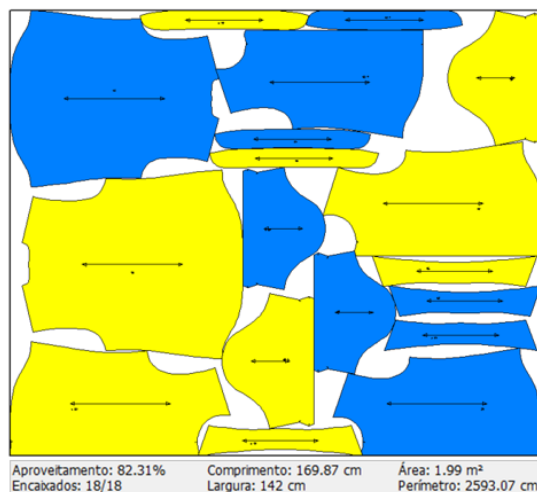 Aproveitamento: 82.31% Comprimento: 169.87 cm Área: 1.99 m²
Encaixados: 18/18 Largura: 142 cm Perímetro: 2593.07 cm